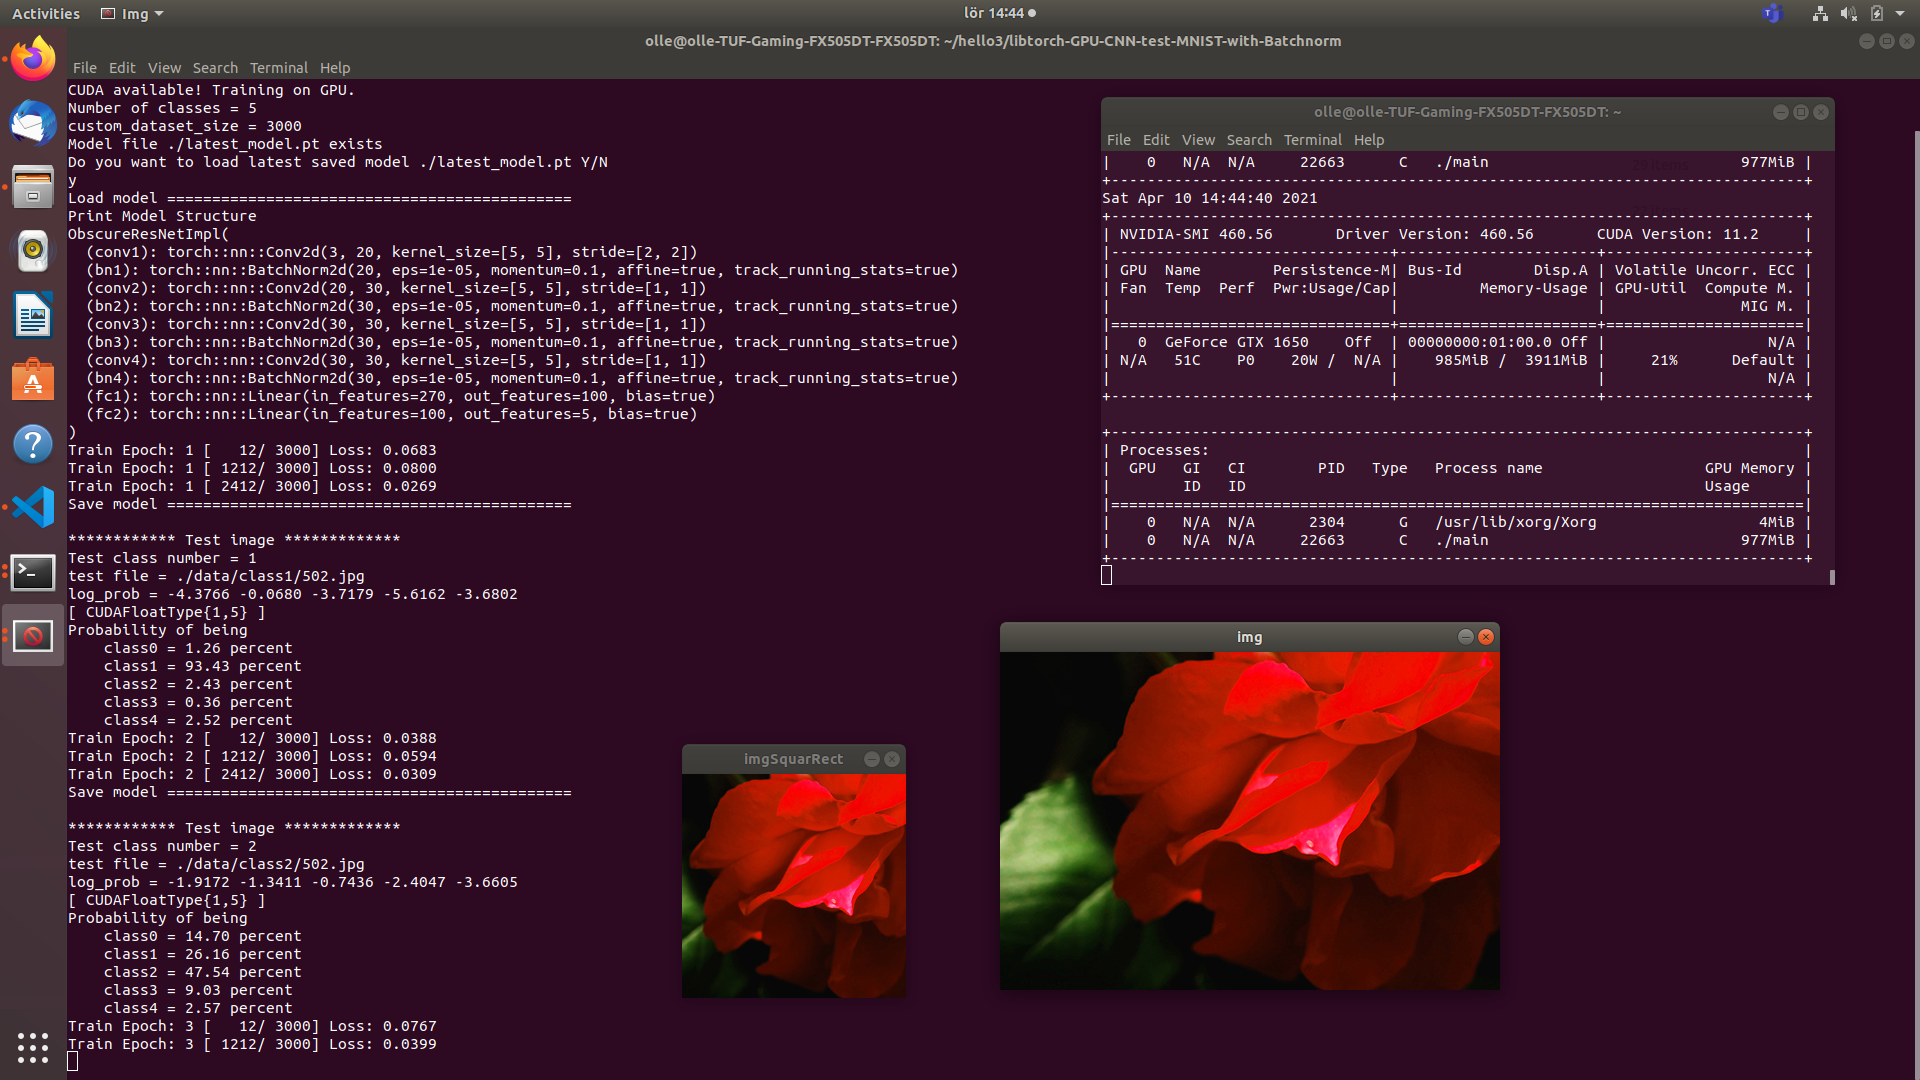 Activities Img lör 14:44
olle@olle-TUF-Gaming-FX505DT-FX505DT: ~/hello3/libtorch-GPU-CNN-test-MNIST-with-Batchnorm
File Edit View Search Terminal Help
CUDA available! Training on GPU.
Number of classes = 5
custom_dataset_size = 3000
Model file ./latest_model.pt exists
Do you want to load latest saved model ./latest_model.pt Y/N
y
Load model =============================================
Print Model Structure
ObscureResNetImpl(
  (conv1): torch::nn::Conv2d(3, 20, kernel_size=[5, 5], stride=[2, 2])
  (bn1): torch::nn::BatchNorm2d(20, eps=1e-05, momentum=0.1, affine=true, track_running_stats=true)
  (conv2): torch::nn::Conv2d(20, 30, kernel_size=[5, 5], stride=[1, 1])
  (bn2): torch::nn::BatchNorm2d(30, eps=1e-05, momentum=0.1, affine=true, track_running_stats=true)
  (conv3): torch::nn::Conv2d(30, 30, kernel_size=[5, 5], stride=[1, 1])
  (bn3): torch::nn::BatchNorm2d(30, eps=1e-05, momentum=0.1, affine=true, track_running_stats=true)
  (conv4): torch::nn::Conv2d(30, 30, kernel_size=[5, 5], stride=[1, 1])
  (bn4): torch::nn::BatchNorm2d(30, eps=1e-05, momentum=0.1, affine=true, track_running_stats=true)
  (fc1): torch::nn::Linear(in_features=270, out_features=100, bias=true)
  (fc2): torch::nn::Linear(in_features=100, out_features=5, bias=true)
)
Train Epoch: 1 [   12/ 3000] Loss: 0.0683
Train Epoch: 1 [ 1212/ 3000] Loss: 0.0800
Train Epoch: 1 [ 2412/ 3000] Loss: 0.0269
Save model =============================================
************ Test image *************
Test class number = 1
test file = ./data/class1/502.jpg
log_prob = -4.3766 -0.0680 -3.7179 -5.6162 -3.6802
[ CUDAFloatType{1,5} ]
Probability of being
    class0 = 1.26 percent
    class1 = 93.43 percent
    class2 = 2.43 percent
    class3 = 0.36 percent
    class4 = 2.52 percent
Train Epoch: 2 [   12/ 3000] Loss: 0.0388
Train Epoch: 2 [ 1212/ 3000] Loss: 0.0594
Train Epoch: 2 [ 2412/ 3000] Loss: 0.0309
Save model =============================================
************ Test image *************
Test class number = 2
test file = ./data/class2/502.jpg
log_prob = -1.9172 -1.3411 -0.7436 -2.4047 -3.6605
[ CUDAFloatType{1,5} ]
Probability of being
    class0 = 14.70 percent
    class1 = 26.16 percent
    class2 = 47.54 percent
    class3 = 9.03 percent
    class4 = 2.57 percent
Train Epoch: 3 [   12/ 3000] Loss: 0.0767
Train Epoch: 3 [ 1212/ 3000] Loss: 0.0399
olle@olle-TUF-Gaming-FX505DT-FX505DT: ~
File Edit View Search Terminal Help
|    0   N/A  N/A     22663      C   ./main                            977MiB |
+-----------------------------------------------------------------------------+
Sat Apr 10 14:44:40 2021
+-----------------------------------------------------------------------------+
| NVIDIA-SMI 460.56       Driver Version: 460.56       CUDA Version: 11.2     |
|-------------------------------+----------------------+----------------------+
| GPU  Name        Persistence-M| Bus-Id        Disp.A | Volatile Uncorr. ECC |
| Fan  Temp  Perf  Pwr:Usage/Cap|         Memory-Usage | GPU-Util  Compute M. |
|                               |                      |               MIG M. |
|===============================+======================+======================|
|   0  GeForce GTX 1650    Off  | 00000000:01:00.0 Off |                  N/A |
| N/A   51C    P0    20W /  N/A |    985MiB /  3911MiB |     21%      Default |
|                               |                      |                  N/A |
+-------------------------------+----------------------+----------------------+
+-----------------------------------------------------------------------------+
| Processes:                                                                  |
|  GPU   GI   CI        PID   Type   Process name                  GPU Memory |
|        ID   ID                                                   Usage      |
|=============================================================================|
|    0   N/A  N/A      2304      G   /usr/lib/xorg/Xorg                  4MiB |
|    0   N/A  N/A     22663      C   ./main                            977MiB |
+-----------------------------------------------------------------------------+
img
imgSquarRect